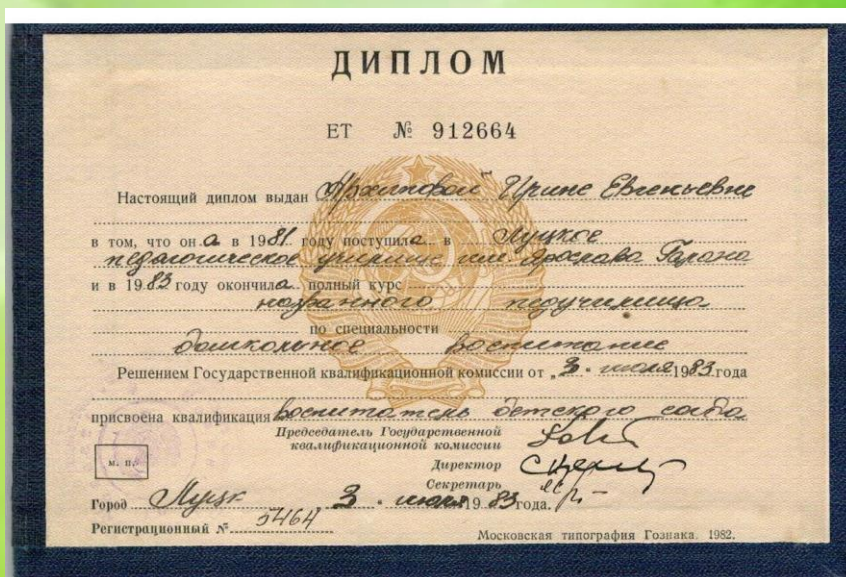 ДИПЛОМ
ЕТ № 912664
Настоящий диплом выдан Архиповой Ирине Евгеньевне
в том, что он а в 1981 году поступила в Луцкое
педагогическое училище им. Ярослава Галана
и в 1983 году окончила полный курс
названного педучилища
по специальности
дошкольное воспитание
Решением Государственной квалификационной комиссии от „3 · июля 1983 года
присвоена квалификация воспитатель детского сада
Председатель Государственной
квалификационной комиссии
Директор
Секретарь
м. п.
Город Луцк 3 · июля 1983 года.
Регистрационный № 5464
Московская типография Гознака. 1982.